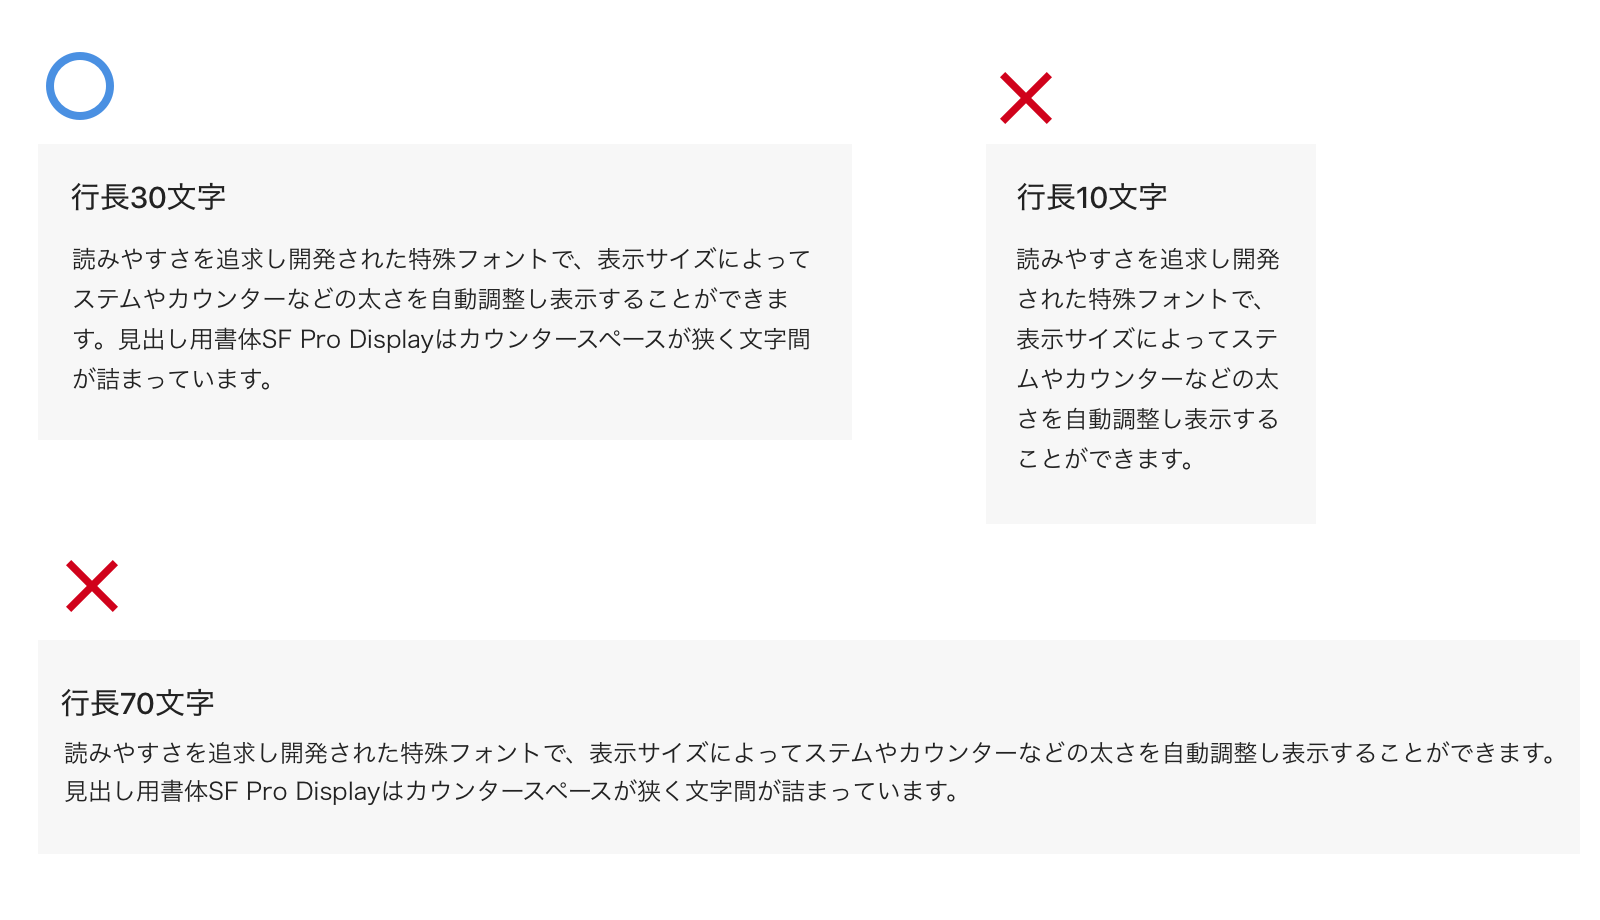 行長30文字
読みやすさを追求し開発された特殊フォントで、表示サイズによって
ステムやカウンターなどの太さを自動調整し表示することができま
す。見出し用書体SF Pro Displayはカウンタースペースが狭く文字間
が詰まっています。
行長10文字
読みやすさを追求し開発
された特殊フォントで、
表示サイズによってステ
ムやカウンターなどの太
さを自動調整し表示する
ことができます。
行長70文字
読みやすさを追求し開発された特殊フォントで、表示サイズによってステムやカウンターなどの太さを自動調整し表示することができます。
見出し用書体SF Pro Displayはカウンタースペースが狭く文字間が詰まっています。